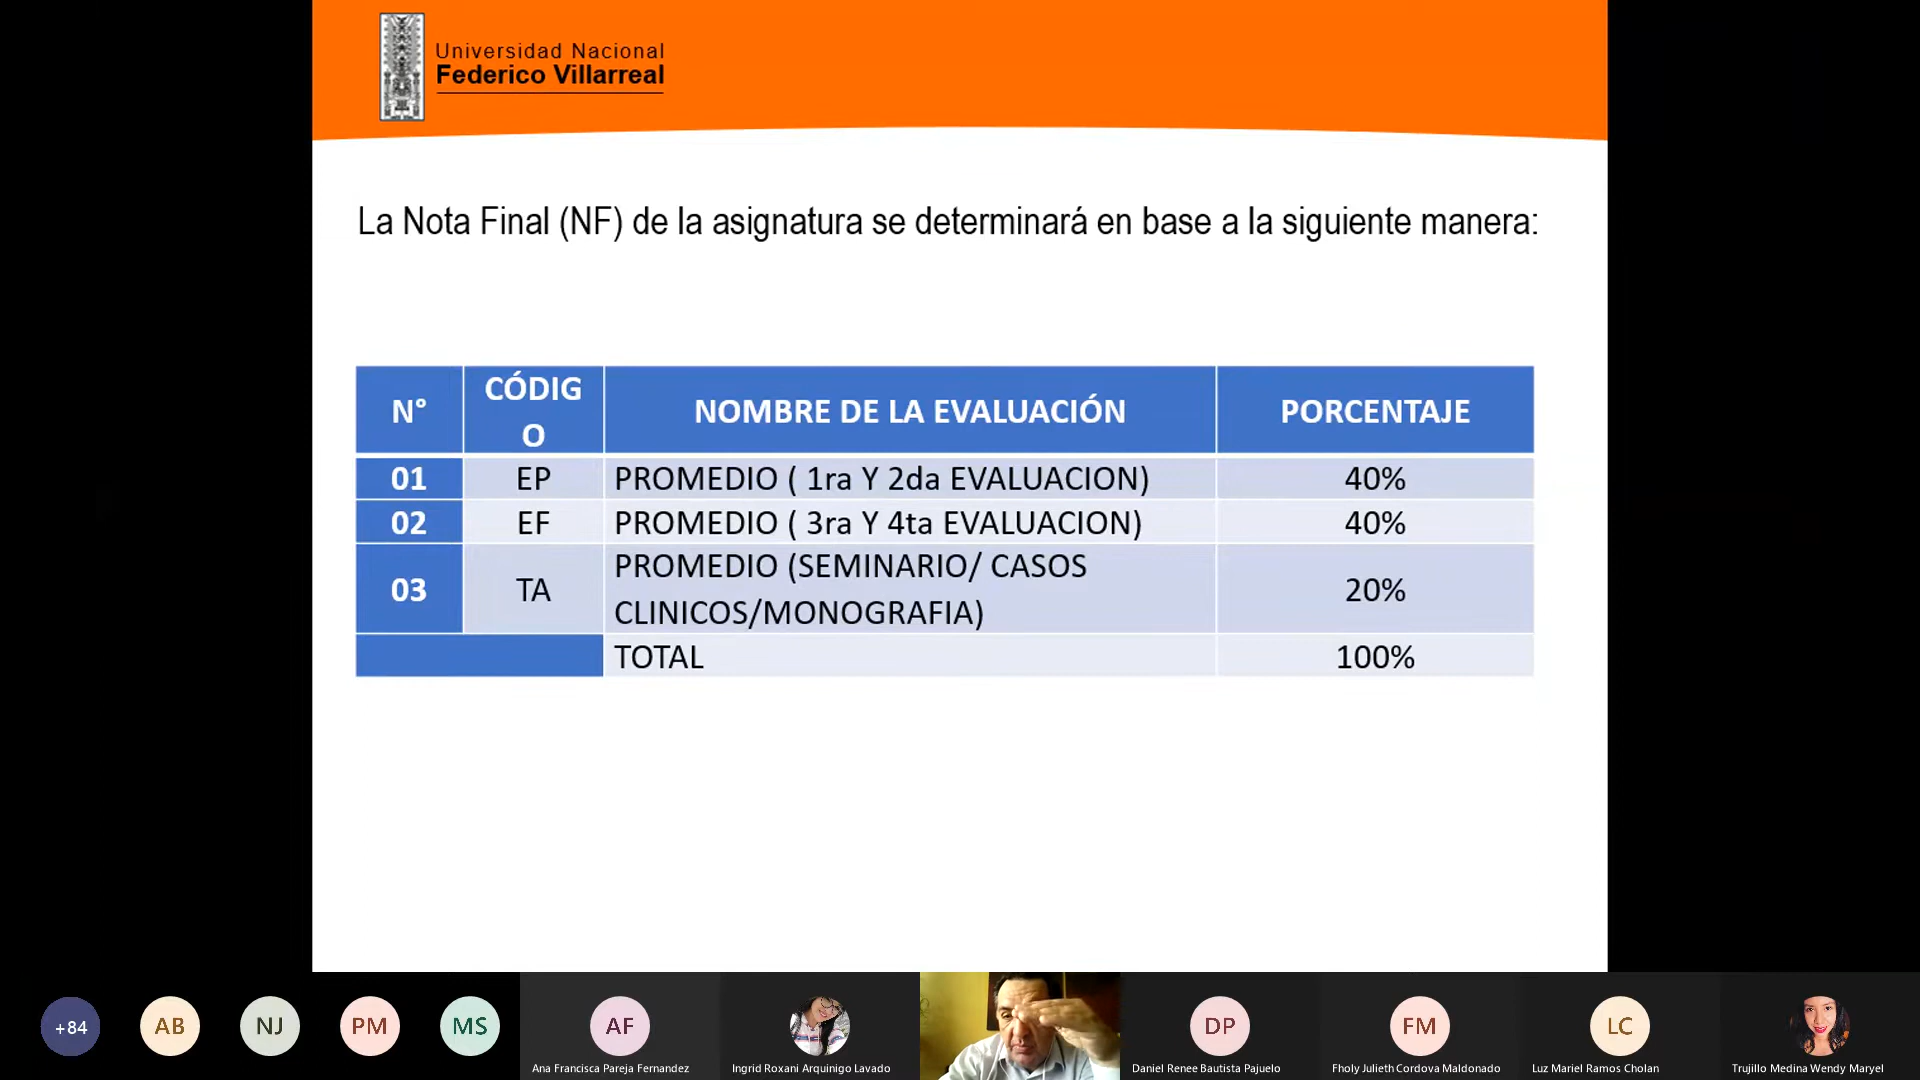 Universidad Nacional
Federico Villarreal
La Nota Final (NF) de la asignatura se determinará en base a la siguiente manera:
N° CÓDIG
O NOMBRE DE LA EVALUACIÓN PORCENTAJE
01 EP PROMEDIO ( 1ra Y 2da EVALUACION) 40%
02 EF PROMEDIO ( 3ra Y 4ta EVALUACION) 40%
03 TA PROMEDIO (SEMINARIO/ CASOS
CLINICOS/MONOGRAFIA) 20%
TOTAL 100%
+84 AB NJ PM MS AF DP FM LC
Ana Francisca Pareja Fernandez Ingrid Roxani Arquinigo Lavado Daniel Renee Bautista Pajuelo Fholy Julieth Cordova Maldonado Luz Mariel Ramos Cholan Trujillo Medina Wendy Maryel